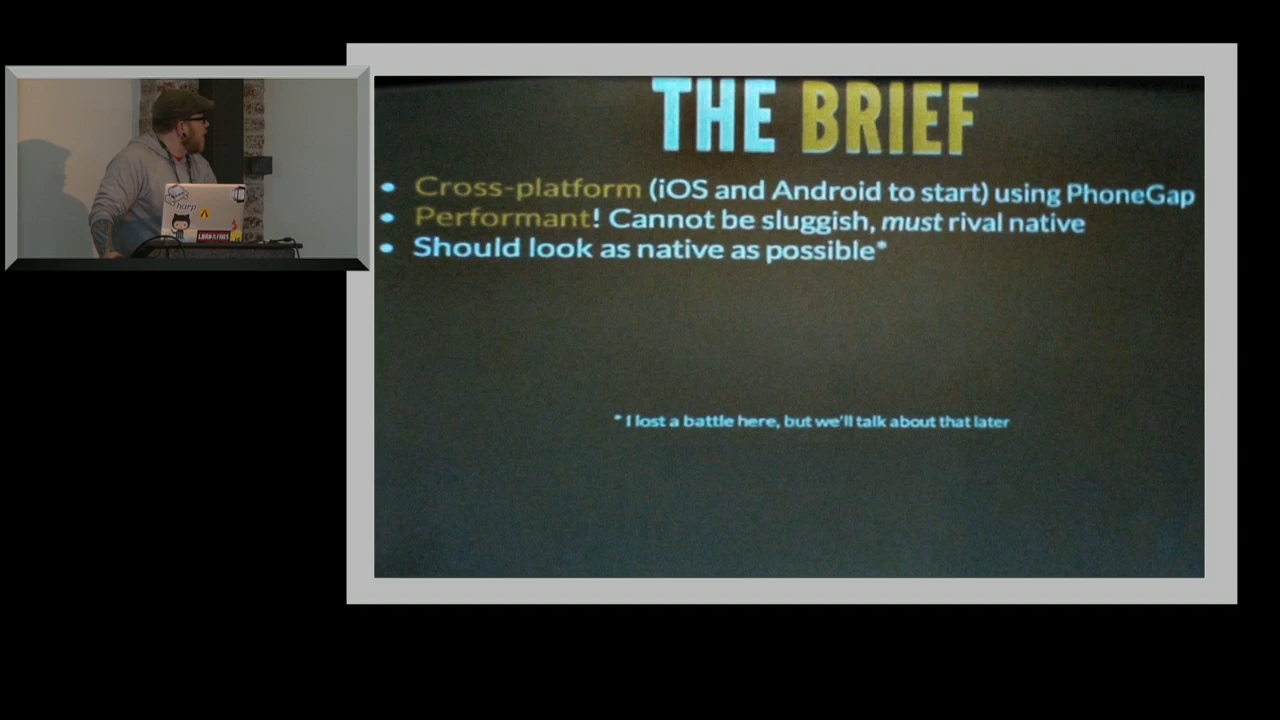 THE BRIEF
• Cross-platform (iOS and Android to start) using PhoneGap
• Performant! Cannot be sluggish, must rival native
• Should look as native as possible*
* I lost a battle here, but we'll talk about that later
harp